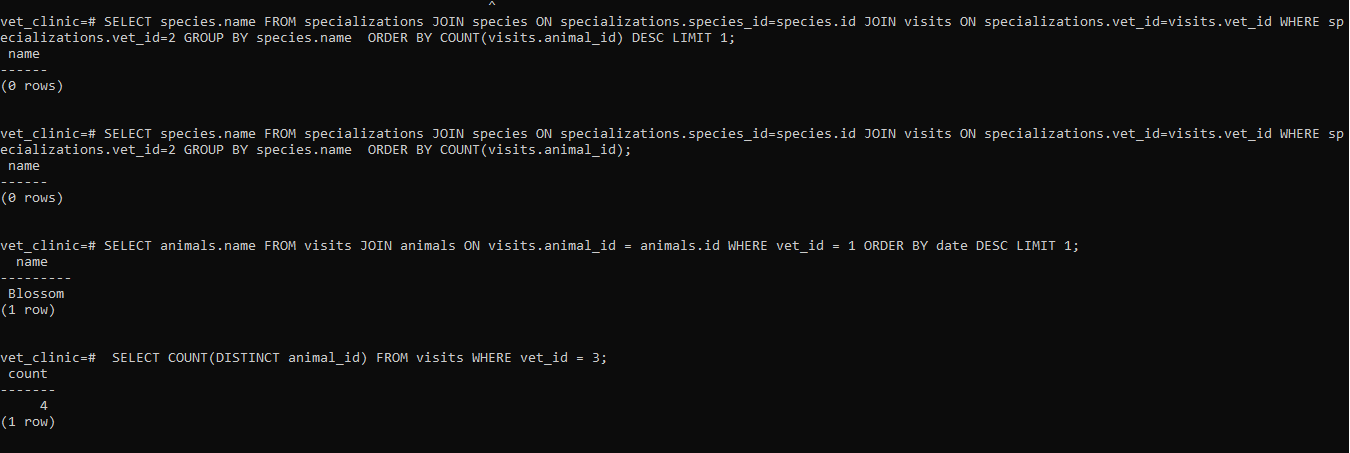 ^
vet_clinic=# SELECT species.name FROM specializations JOIN species ON specializations.species_id=species.id JOIN visits ON specializations.vet_id=visits.vet_id WHERE sp
ecializations.vet_id=2 GROUP BY species.name  ORDER BY COUNT(visits.animal_id) DESC LIMIT 1;
 name
------
(0 rows)
vet_clinic=# SELECT species.name FROM specializations JOIN species ON specializations.species_id=species.id JOIN visits ON specializations.vet_id=visits.vet_id WHERE sp
ecializations.vet_id=2 GROUP BY species.name  ORDER BY COUNT(visits.animal_id);
 name
------
(0 rows)
vet_clinic=# SELECT animals.name FROM visits JOIN animals ON visits.animal_id = animals.id WHERE vet_id = 1 ORDER BY date DESC LIMIT 1;
  name
---------
 Blossom
(1 row)
vet_clinic=#  SELECT COUNT(DISTINCT animal_id) FROM visits WHERE vet_id = 3;
 count
-------
     4
(1 row)